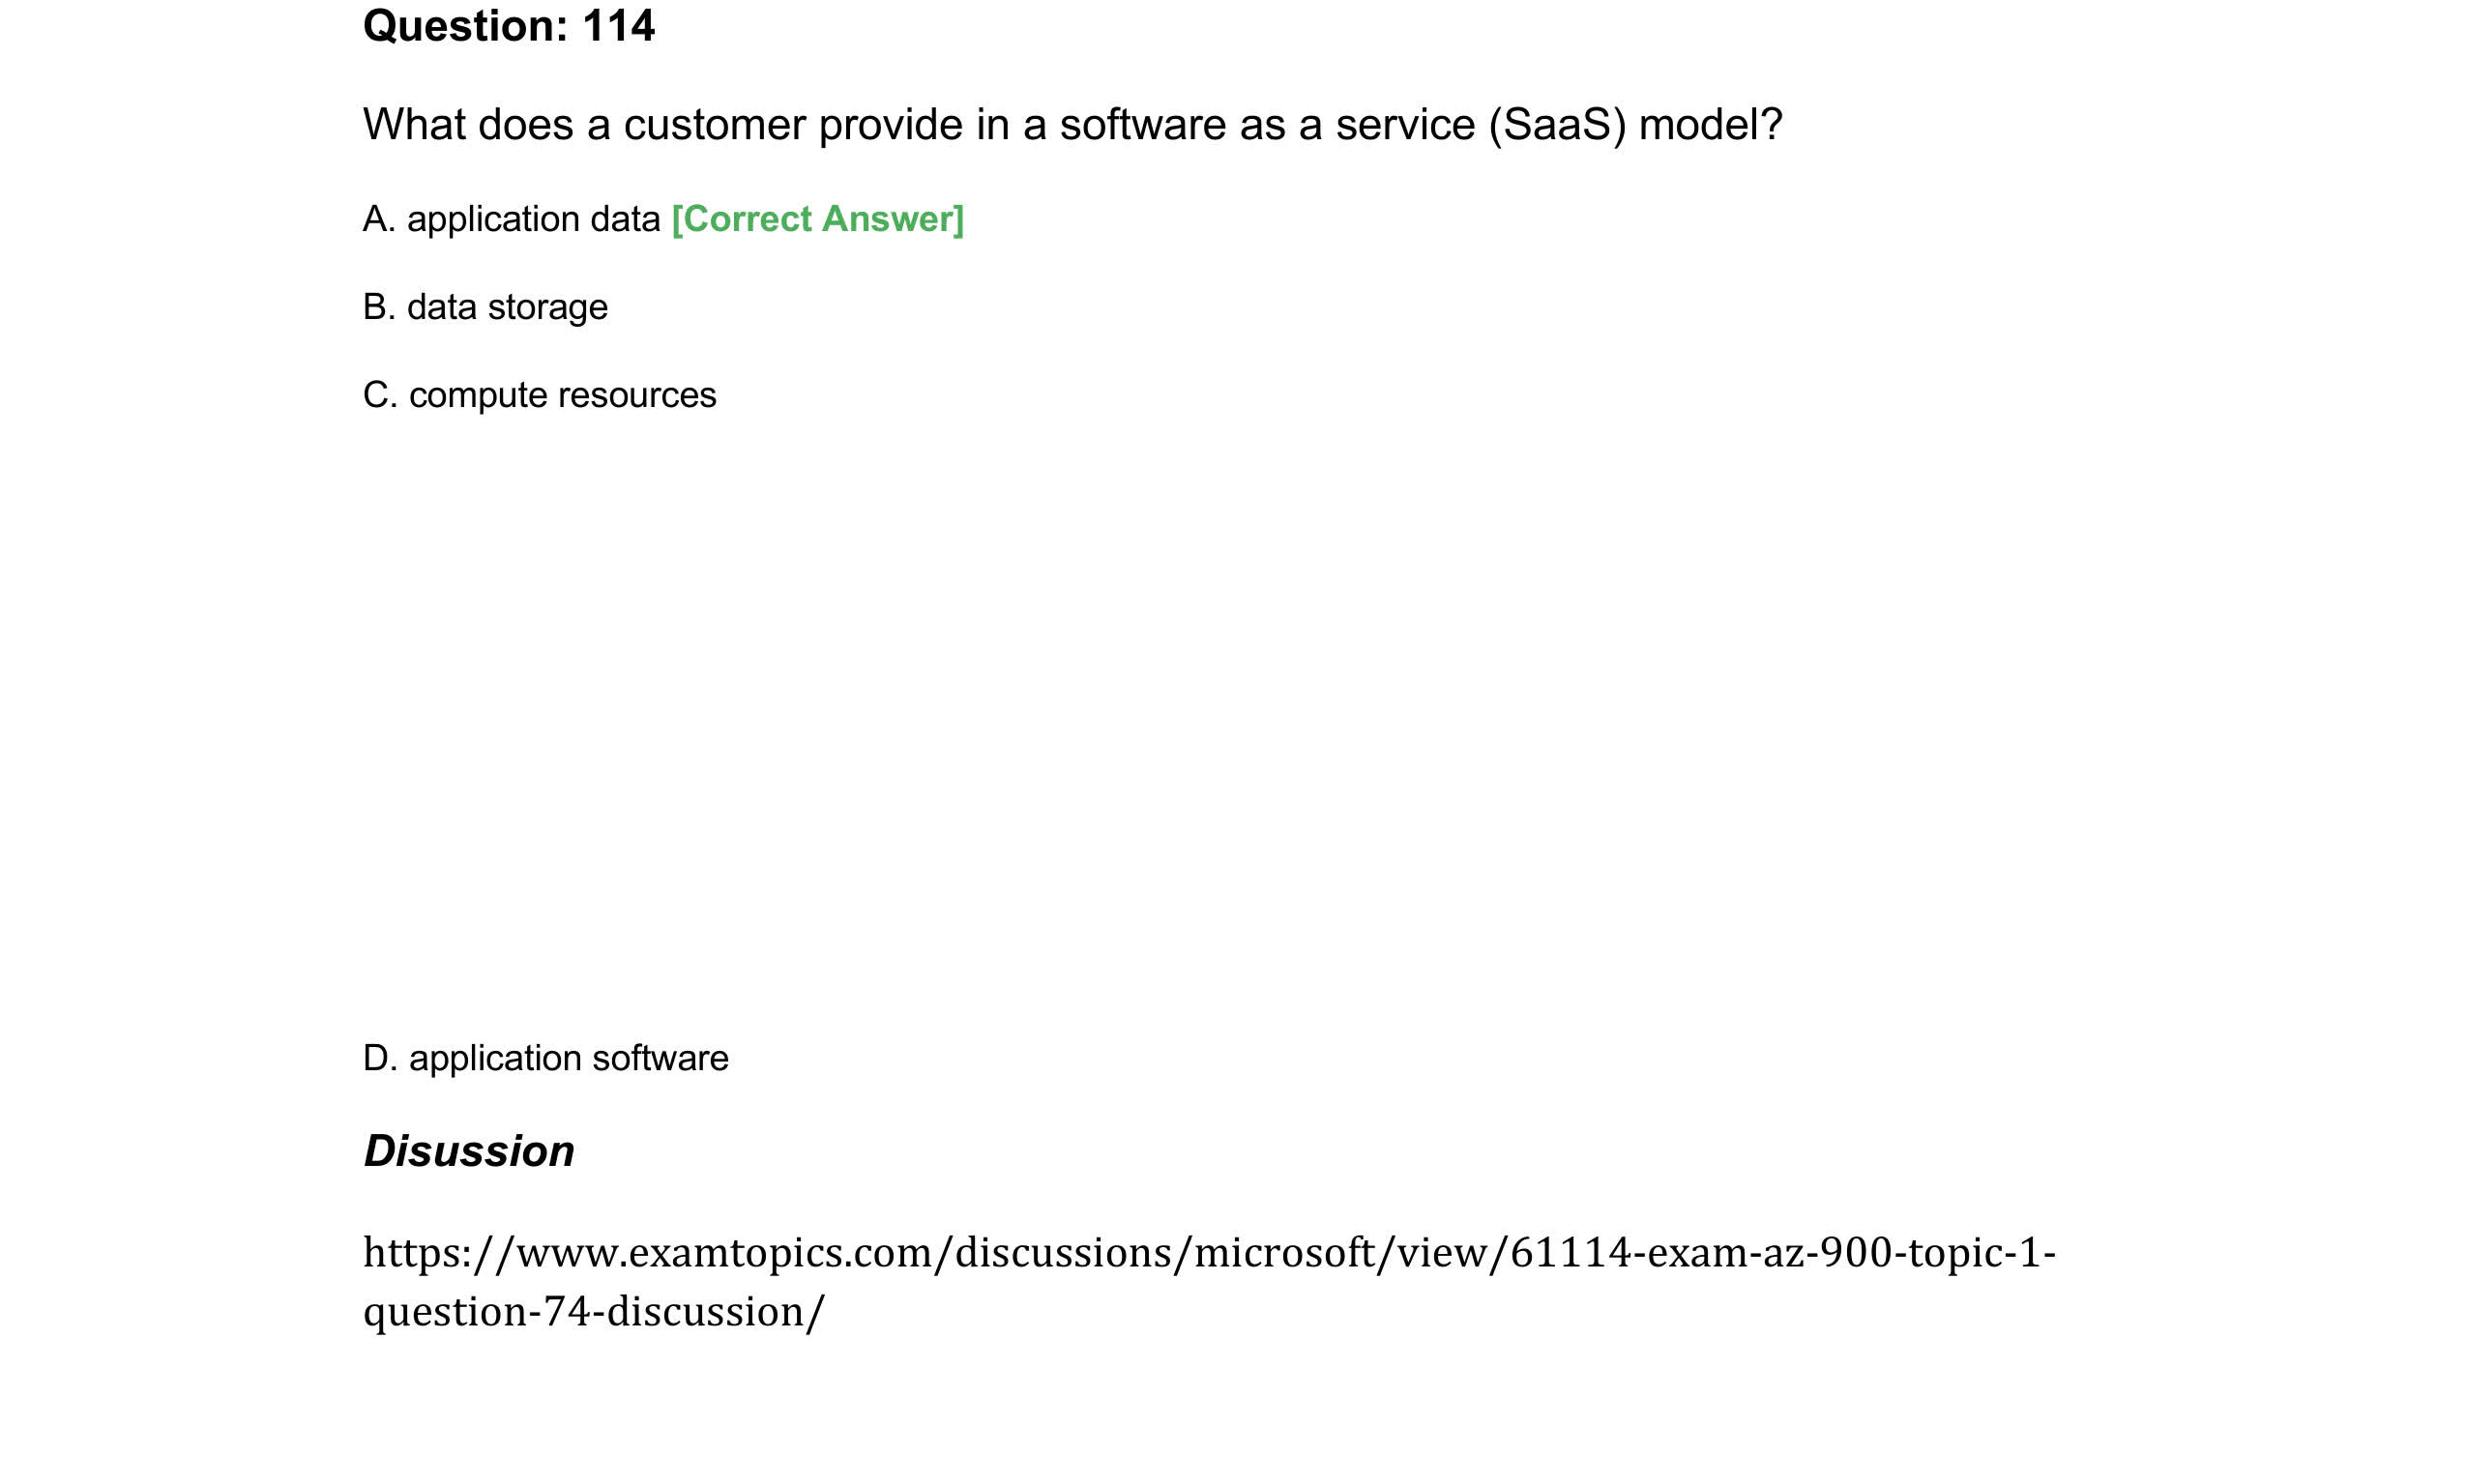 Question: 114
What does a customer provide in a software as a service (SaaS) model?
A. application data [Correct Answer]
B. data storage
C. compute resources
D. application software
Disussion
https://www.examtopics.com/discussions/microsoft/view/61114-exam-az-900-topic-1-
question-74-discussion/